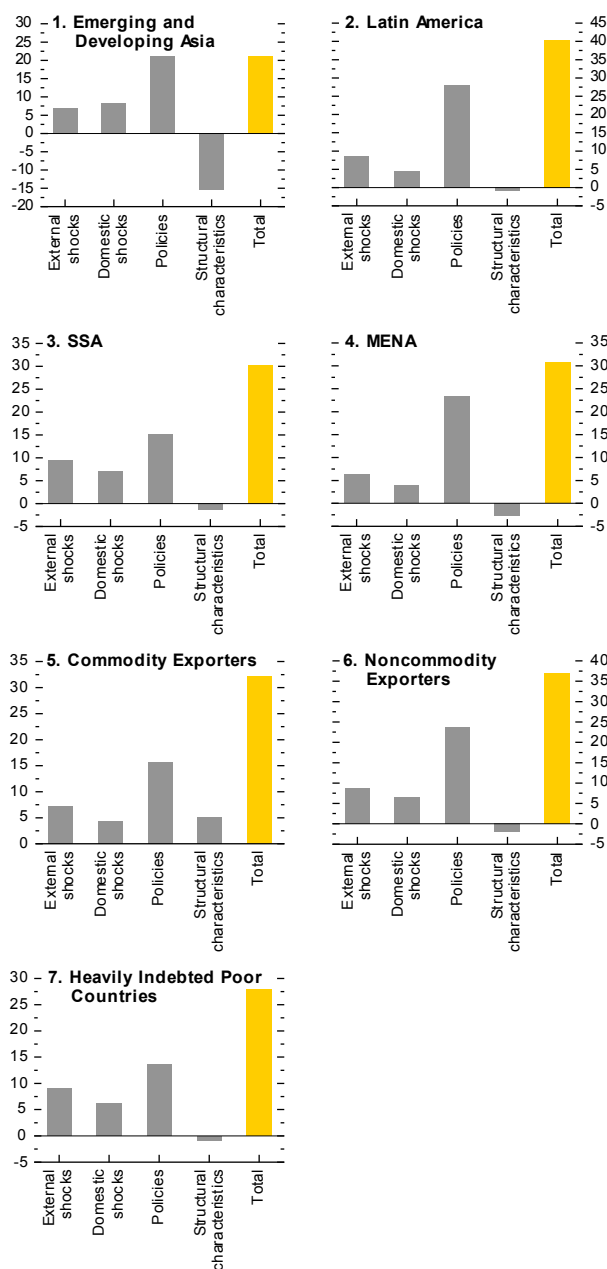 1. Emerging and
Developing Asia
30
25
20
15
10
5
0
-5
-10
-15
-20
External
shocks
Domestic
shocks
Policies
Structural
characteristics
Total
2. Latin America
45
40
35
30
25
20
15
10
5
0
-5
External
shocks
Domestic
shocks
Policies
Structural
characteristics
Total
3. SSA
35
30
25
20
15
10
5
0
-5
External
shocks
Domestic
shocks
Policies
Structural
characteristics
Total
4. MENA
35
30
25
20
15
10
5
0
-5
External
shocks
Domestic
shocks
Policies
Structural
characteristics
Total
5. Commodity Exporters
35
30
25
20
15
10
5
0
External
shocks
Domestic
shocks
Policies
Structural
characteristics
Total
6. Noncommodity
Exporters
40
35
30
25
20
15
10
5
0
-5
External
shocks
Domestic
shocks
Policies
Structural
characteristics
Total
7. Heavily Indebted Poor
Countries
30
25
20
15
10
5
0
-5
External
shocks
Domestic
shocks
Policies
Structural
characteristics
Total